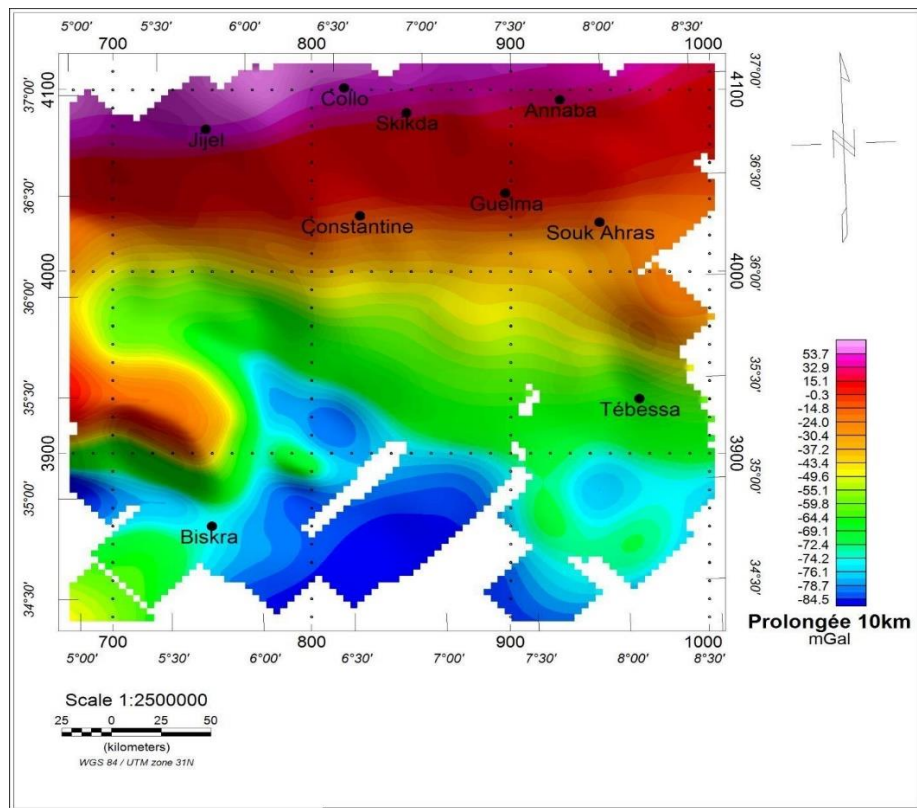 5°00' 5°30' 6°00' 6°30' 7°00' 7°30' 8°00' 8°30'
700 800 900 1000
37°00' 4100 4100 37°00'
Collo
Annaba
Skikda
Jijel
36°30' 36°30'
Guelma
Constantine Souk Ahras
4000 4000
36°00' 36°00'
35°30' 35°30'
Tébessa
3900 3900
35°00' 35°00'
Biskra
34°30' 34°30'
700 800 900 1000
5°00' 5°30' 6°00' 6°30' 7°00' 7°30' 8°00' 8°30'
53.7
32.9
15.1
-0.3
-14.8
-24.0
-30.4
-37.2
-43.4
-49.6
-55.1
-59.8
-64.4
-72.4
-74.2
-76.1
-78.7
-84.5
Prolongée 10km
mGal
Scale 1:2500000
25 0 25 50
(kilometers)
WGS 84 / UTM zone 31N